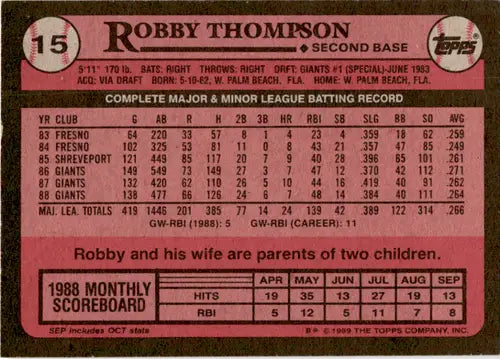 15
ROBBY THOMPSON
SECOND BASE
TOPPS
5'11" 170 lb. BATS: RIGHT THROWS: RIGHT DRFT: GIANTS #1 (SPECIAL)-JUNE 1983
ACQ: VIA DRAFT BORN: 5-10-62, W. PALM BEACH, FLA. HOME: W. PALM BEACH, FLA.
COMPLETE MAJOR & MINOR LEAGUE BATTING RECORD
YR CLUB G AB R H 2B 3B HR RBI SB SLG BB SO AVG
83 FRESNO 64 220 33 57 8 1 4 23 4 .359 18 62 .259
84 FRESNO 102 325 53 81 11 0 8 43 21 .357 47 85 .249
85 SHREVEPORT 121 449 85 117 20 7 9 40 28 .396 65 101 .261
86 GIANTS 149 549 73 149 27 3 7 47 12 .370 42 112 .271
87 GIANTS 132 420 62 110 26 5 10 44 16 .419 40 91 .262
88 GIANTS 138 477 66 126 24 6 7 48 14 .384 40 111 .264
MAJ. LEA. TOTALS 419 1446 201 385 77 14 24 139 42 .389 122 314 .266
GW-RBI (1988): 5 GW-RBI (CAREER): 11
Robby and his wife are parents of two children.
1988 MONTHLY SCOREBOARD
APR MAY JUN JUL AUG SEP
HITS 19 35 13 27 19 13
RBI 5 12 5 11 7 8
SEP includes OCT stats
B* © 1989 THE TOPPS COMPANY, INC.